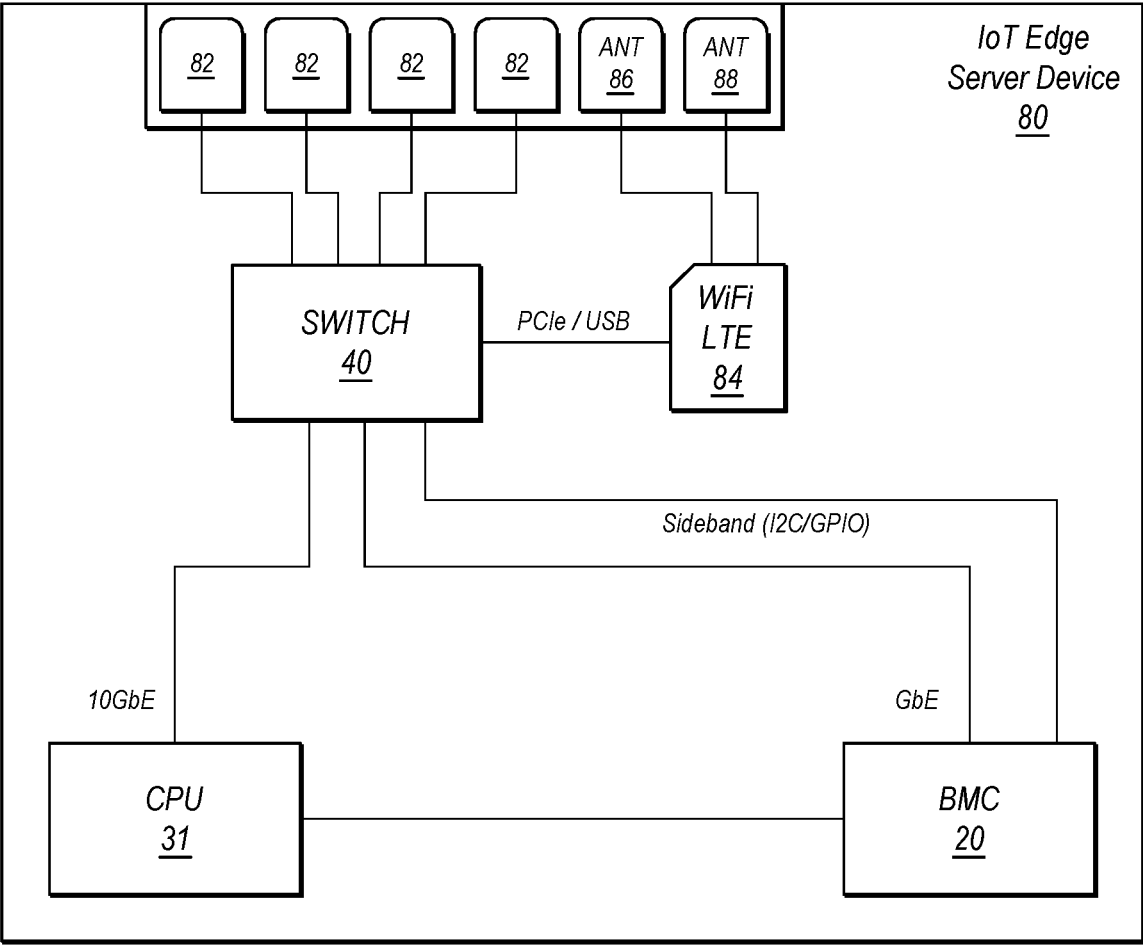 82
82
82
82
ANT
86
ANT
88
IoT Edge
Server Device
80
SWITCH
40
PCIe / USB
WiFi
LTE
84
Sideband (I2C/GPIO)
10GbE
GbE
CPU
31
BMC
20